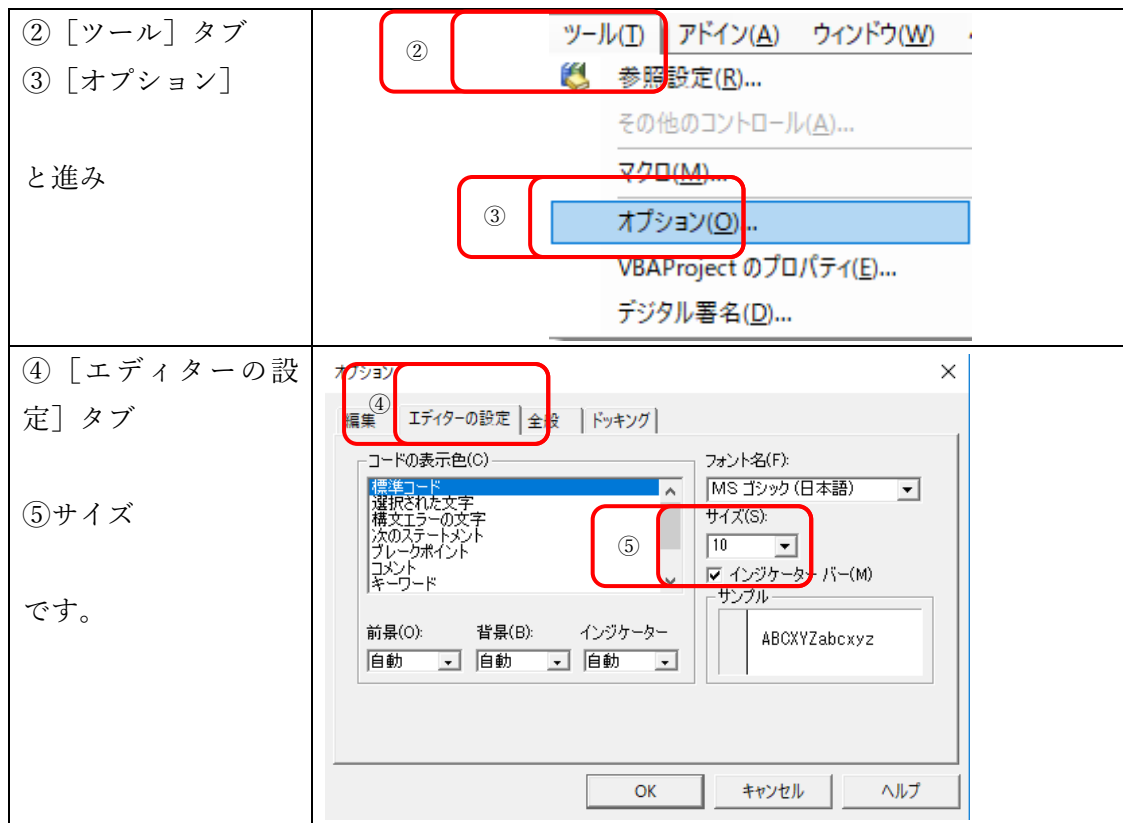 ② [ツール] タブ
③ [オプション]
と進み
②
ツール(T) アドイン(A) ウィンドウ(W)
参照設定(R)...
その他のコントロール(A)...
マクロ(M)...
③
オプション(O)...
VBAProject のプロパティ(E)...
デジタル署名(D)...
④ [エディターの設
定] タブ
⑤サイズ
です。
オプション
④
編集 エディターの設定 全般 ドッキング
コードの表示色(C)
標準コード
選択された文字
構文エラーの文字
次のステートメント
ブレークポイント
コメント
キーワード
前景(O): 背景(B): インジケーター
自動 自動 自動
フォント名(F):
MS ゴシック (日本語)
サイズ(S):
⑤
10
インジケーター バー(M)
サンプル
ABCXYZabcxyz
OK キャンセル ヘルプ